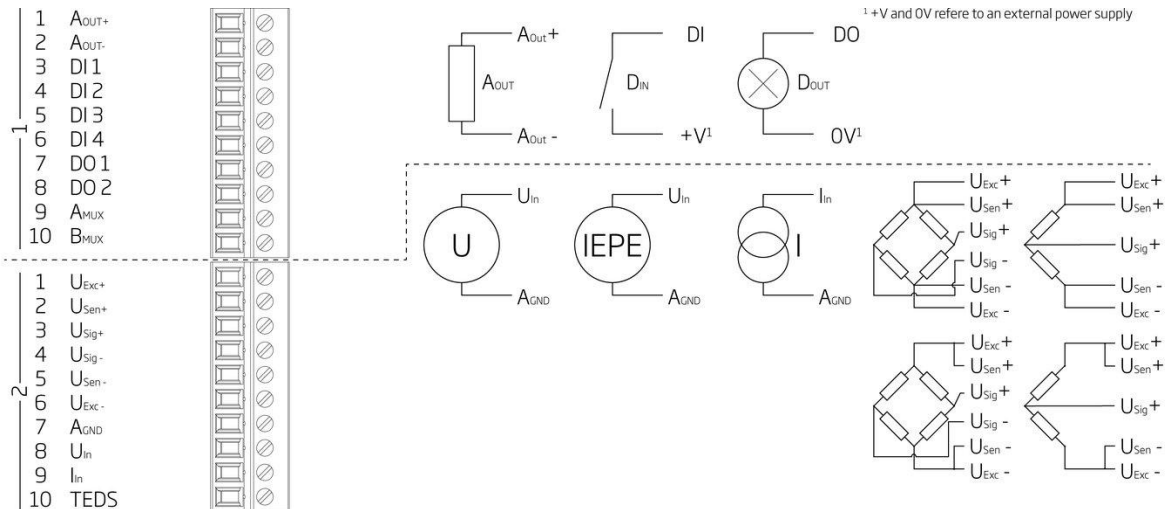 ¹ +V and 0V refere to an external power supply
1
1 AOUT+
2 AOUT-
3 DI 1
4 DI 2
5 DI 3
6 DI 4
7 DO 1
8 DO 2
9 AMUX
10 BMUX
AOut+
AOUT
AOut -
DI
DIN
+V¹
DO
DOUT
0V¹
2
1 UExc+
2 USen+
3 USig+
4 USig -
5 USen -
6 UExc -
7 AGND
8 UIn
9 IIn
10 TEDS
UIn
U
AGND
UIn
IEPE
AGND
IIn
I
AGND
UExc+
USen+
USig+
USig -
USen -
UExc -
UExc+
USen+
USig+
USen -
UExc -
UExc+
USen+
USig+
USig -
USen -
UExc -
UExc+
USen+
USig+
USen -
UExc -